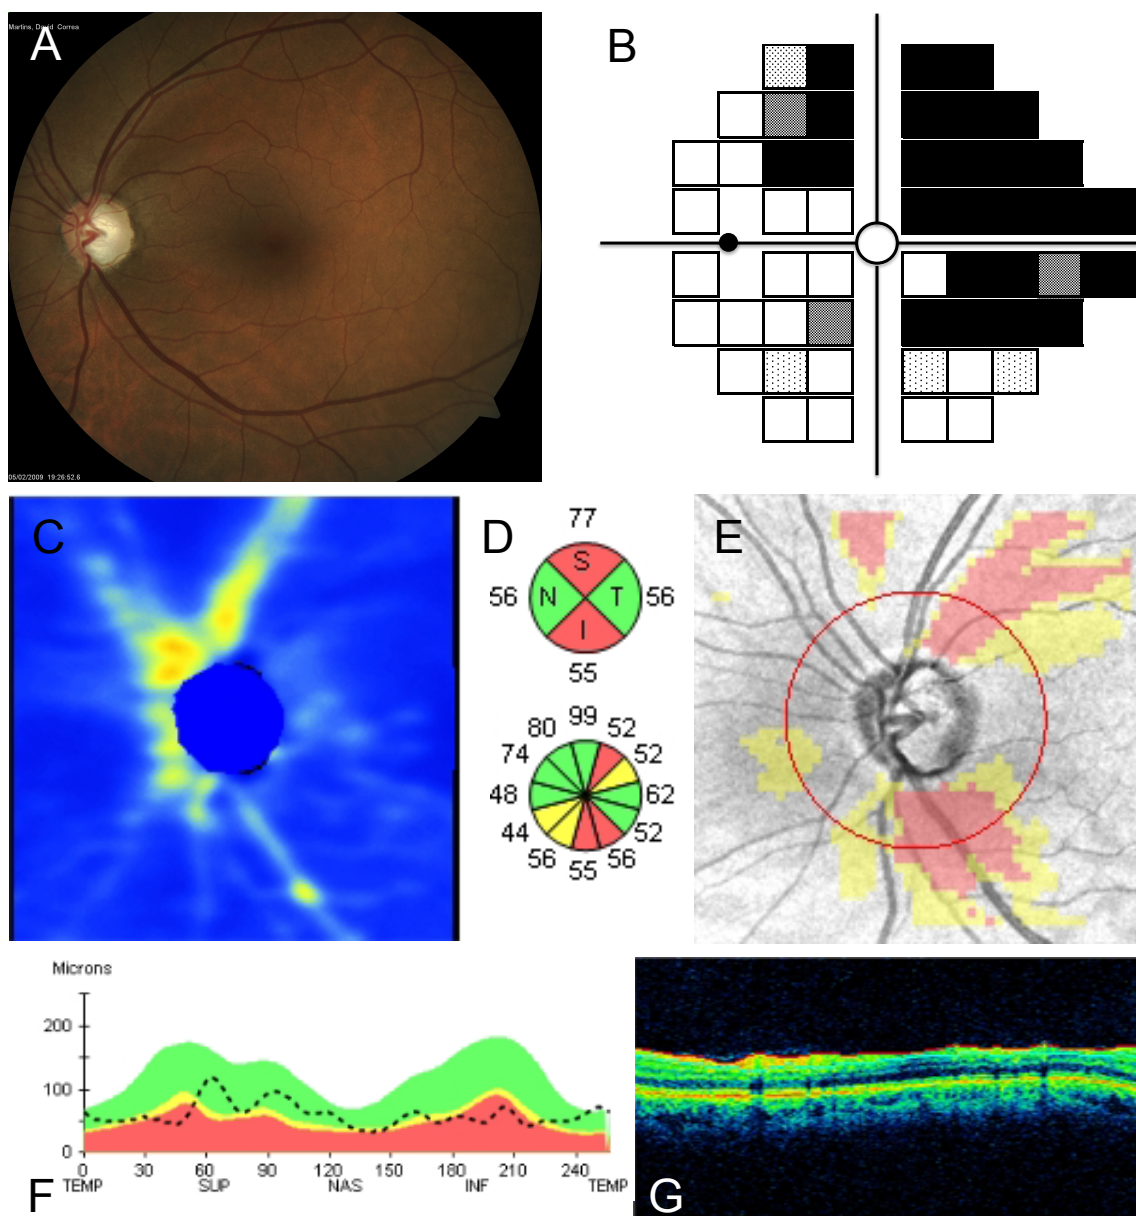 Martins, David Correa
A
05/02/2009 19:26:52.6
B
C
D
77
S
56 N T 56
I
55
99
80 52
74 52
48 62
44 52
56 56
55
E
Microns
200
100
0
0 30 60 90 120 150 180 210 240
TEMP SUP NAS INF TEMP
F
G